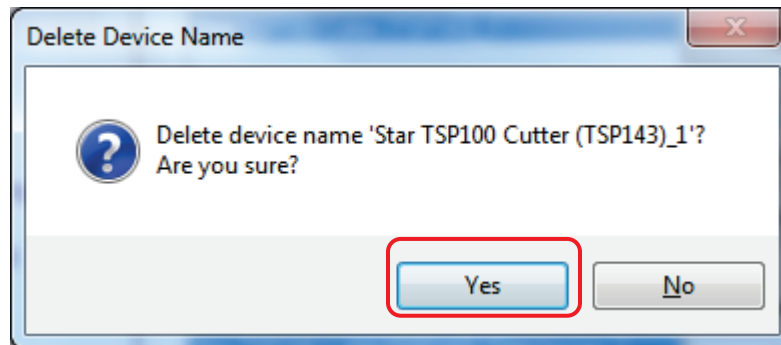 Delete Device Name
Delete device name 'Star TSP100 Cutter (TSP143)_1'?
Are you sure?
Yes
No